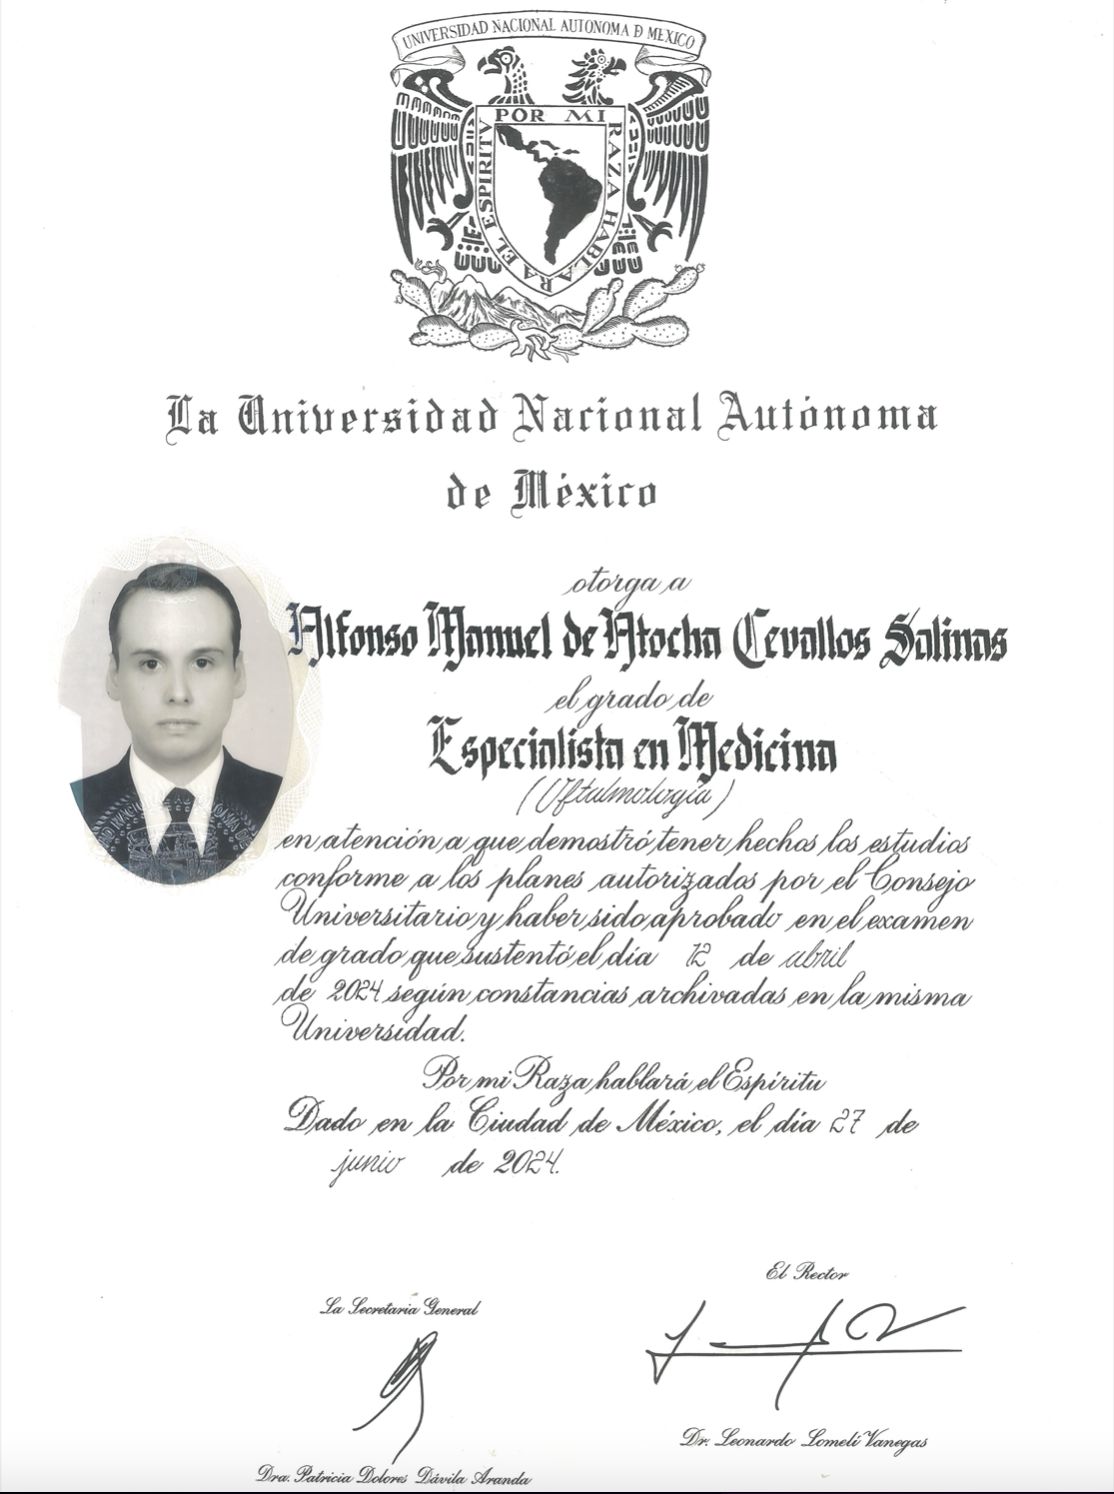 UNIVERSIDAD NACIONAL AUTONOMA D MEXICO
POR MI RAZA HABLARA EL ESPIRITU
La Universidad Nacional Autónoma
de México
otorga a
Alfonso Manuel de Atocha Cevallos Salinas
el grado de
Especialista en Medicina
(Oftalmología)
en atención a que demostró tener hechos los estudios
conforme a los planes autorizados por el Consejo
Universitario y haber sido aprobado en el examen
de grado que sustentó el día 12 de abril
de 2024 según constancias archivadas en la misma
Universidad.
Por mi Raza hablará el Espíritu
Dado en la Ciudad de México, el día 27 de
junio de 2024.
El Rector
La Secretaria General
Dr. Leonardo Lomelí Vanegas
Dra. Patricia Dolores Dávila Aranda